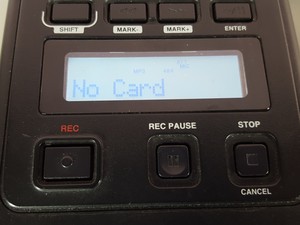 SHIFT MARK- MARK+ ENTER
No Card
REC REC PAUSE STOP
CANCEL